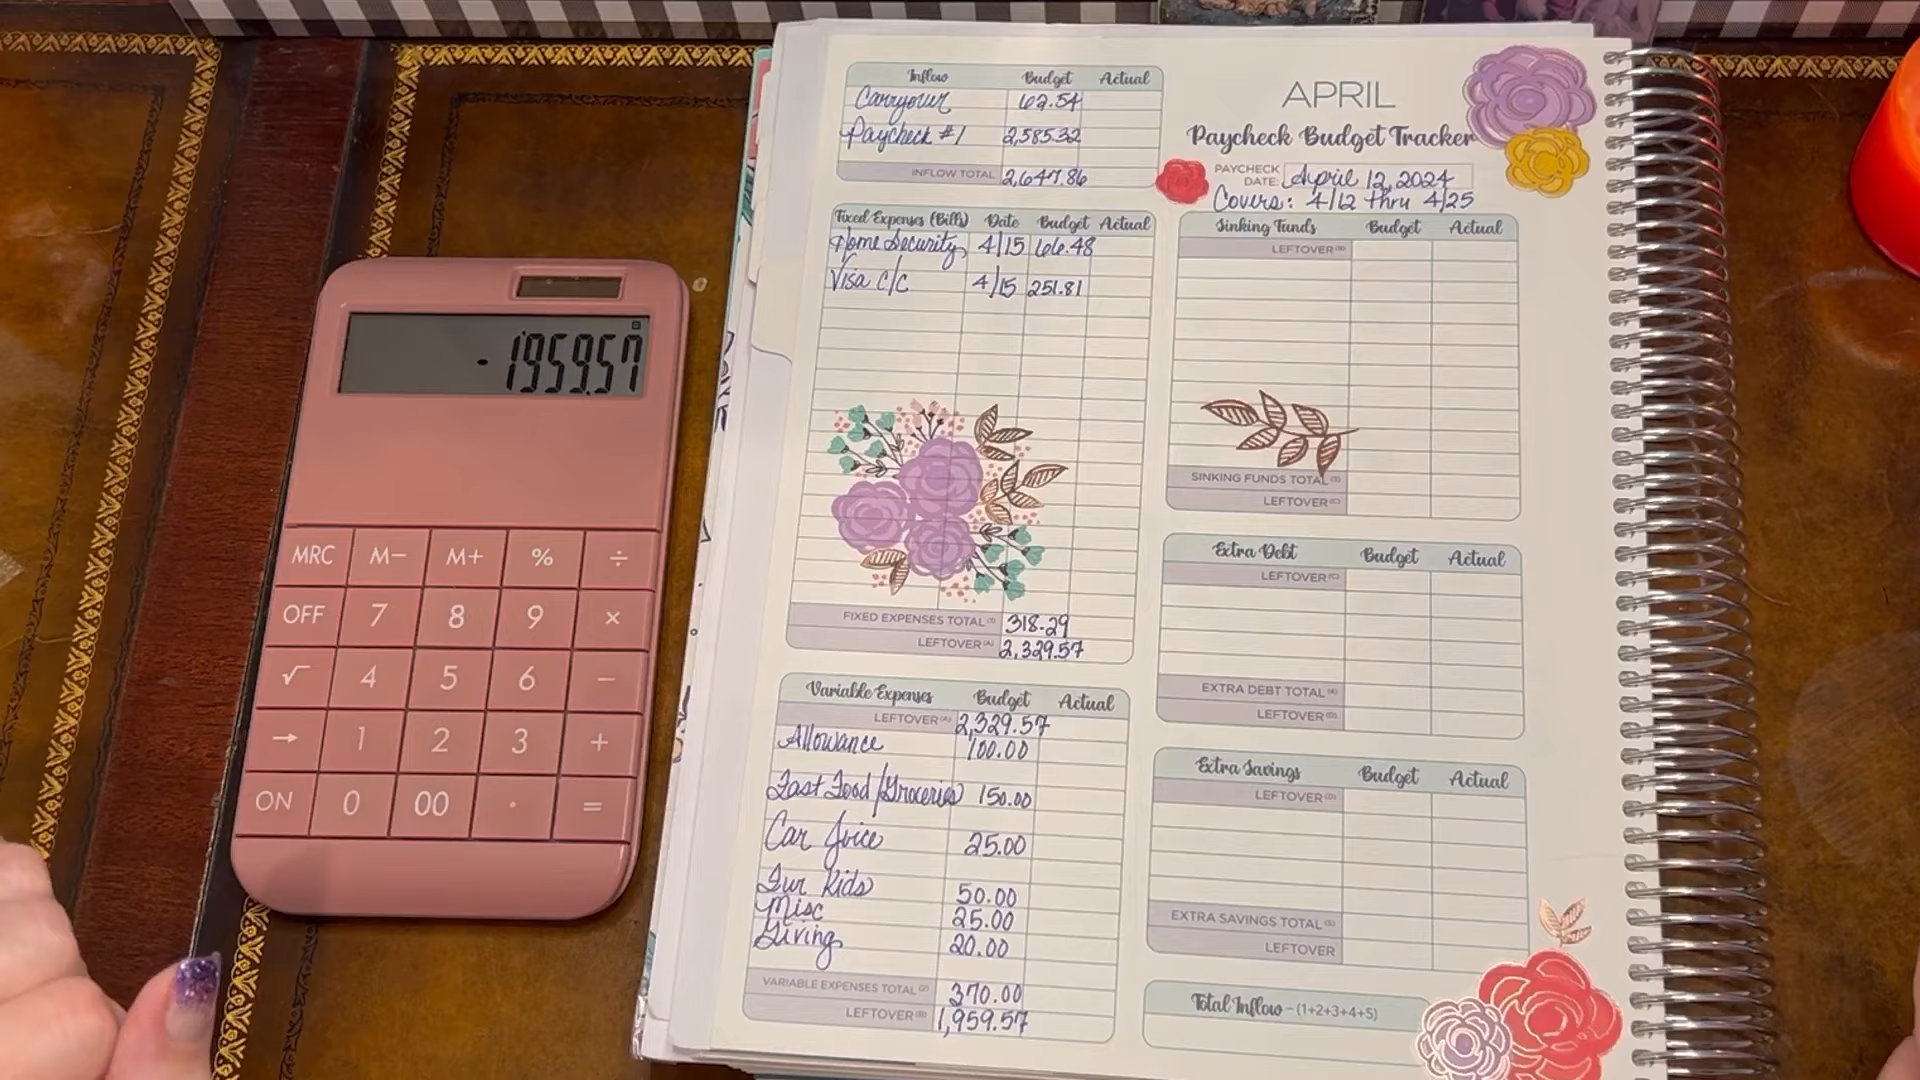 - 1959.57
MRC M− M+ % ÷
OFF 7 8 9 ×
√ 4 5 6 −
→ 1 2 3 +
ON 0 00 · =
Inflow Budget Actual
Carryover 62.54
Paycheck #1 2,585.32
INFLOW TOTAL 2,647.86
APRIL
Paycheck Budget Tracker
PAYCHECK DATE: April 12, 2024
Covers: 4/12 thru 4/25
Fixed Expenses (Bills) Date Budget Actual
Home Security 4/15 66.48
Visa c/c 4/15 251.81
FIXED EXPENSES TOTAL (1) 318.29
LEFTOVER (A) 2,329.57
Variable Expenses Budget Actual
LEFTOVER (A) 2,329.57
Allowance 100.00
Fast Food/Groceries 150.00
Car Juice 25.00
Fur Kids 50.00
Misc 25.00
Giving 20.00
VARIABLE EXPENSES TOTAL (2) 370.00
LEFTOVER (B) 1,959.57
Sinking Funds Budget Actual
LEFTOVER (B)
SINKING FUNDS TOTAL (3)
LEFTOVER (C)
Extra Debt Budget Actual
LEFTOVER (C)
EXTRA DEBT TOTAL (4)
LEFTOVER (D)
Extra Savings Budget Actual
LEFTOVER (D)
EXTRA SAVINGS TOTAL (5)
LEFTOVER
Total Inflow - (1+2+3+4+5)